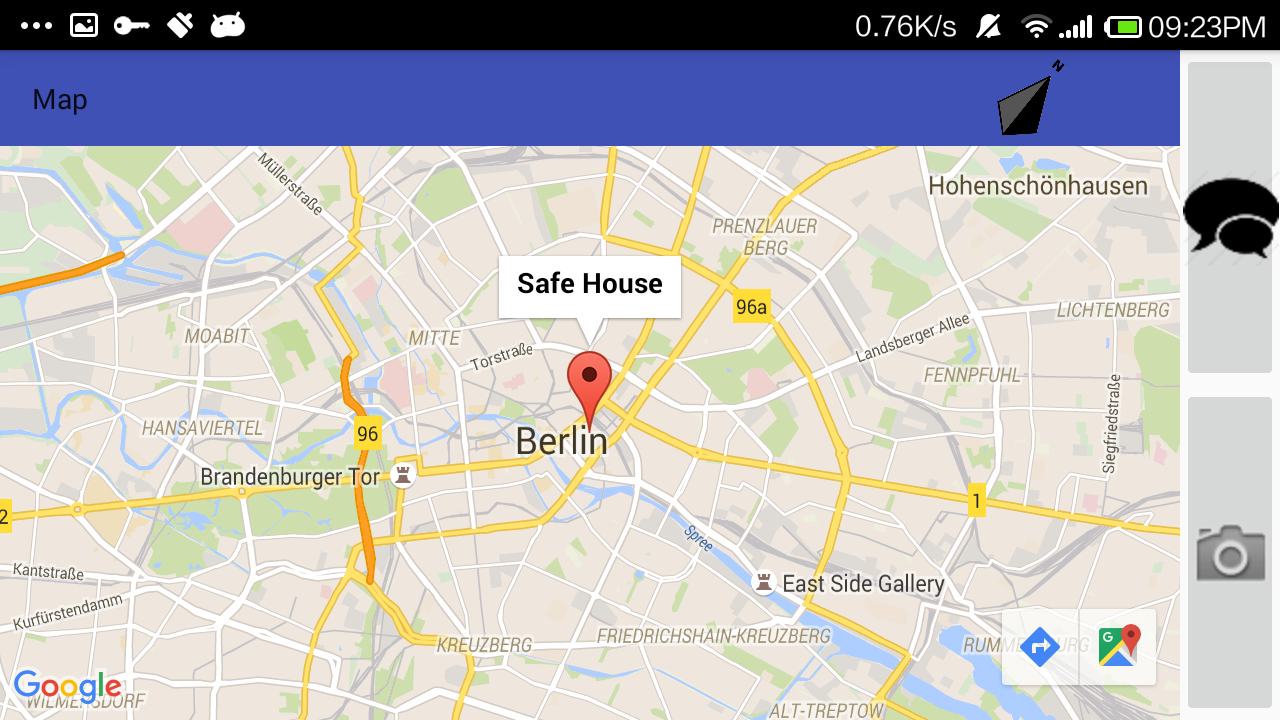 0.76K/s
09:23PM
Map
N
Müllerstraße
Hohenschönhausen
PRENZLAUER
BERG
Safe House
96a
LICHTENBERG
MOABIT
MITTE
Torstraße
Landsberger Allee
FENNPFUHL
Siegfriedstraße
HANSAVIERTEL
96
Berlin
Brandenburger Tor
1
2
Spree
Kantstraße
East Side Gallery
Kurfürstendamm
KREUZBERG
FRIEDRICHSHAIN-KREUZBERG
G
Google
WILMERSDORF
ALT-TREPTOW